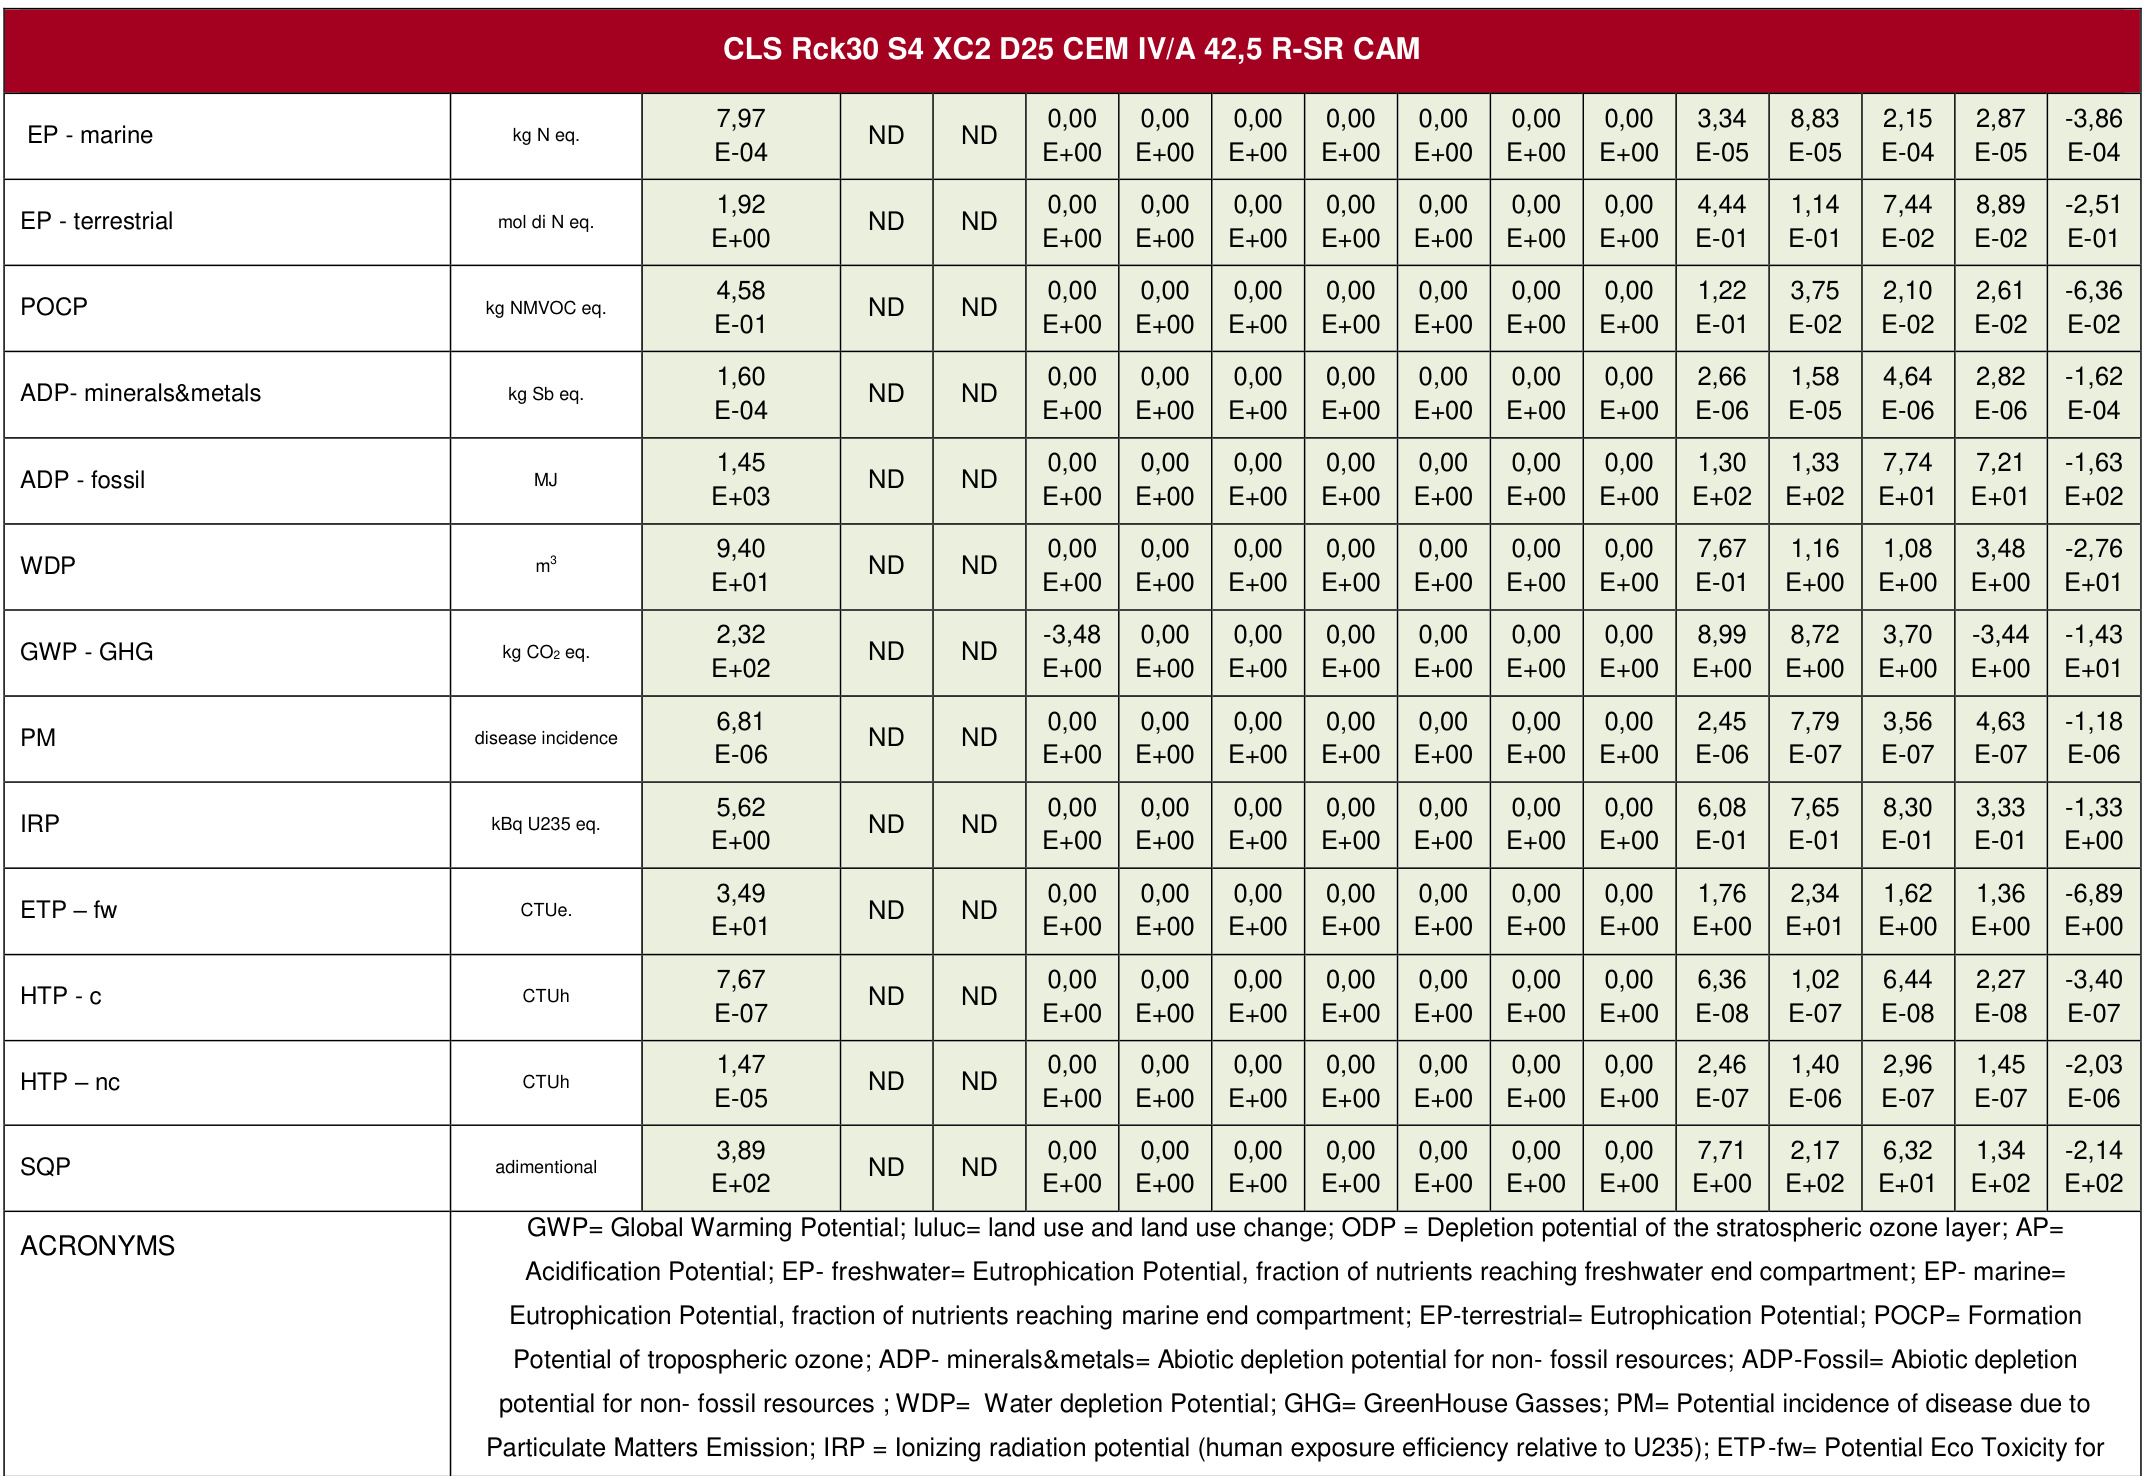 CLS Rck30 S4 XC2 D25 CEM IV/A 42,5 R-SR CAM
EP - marine kg N eq. 7,97 E-04 ND ND 0,00 E+00 0,00 E+00 0,00 E+00 0,00 E+00 0,00 E+00 0,00 E+00 0,00 E+00 3,34 E-05 8,83 E-05 2,15 E-04 2,87 E-05 -3,86 E-04
EP - terrestrial mol di N eq. 1,92 E+00 ND ND 0,00 E+00 0,00 E+00 0,00 E+00 0,00 E+00 0,00 E+00 0,00 E+00 0,00 E+00 4,44 E-01 1,14 E-01 7,44 E-02 8,89 E-02 -2,51 E-01
POCP kg NMVOC eq. 4,58 E-01 ND ND 0,00 E+00 0,00 E+00 0,00 E+00 0,00 E+00 0,00 E+00 0,00 E+00 0,00 E+00 1,22 E-01 3,75 E-02 2,10 E-02 2,61 E-02 -6,36 E-02
ADP- minerals&metals kg Sb eq. 1,60 E-04 ND ND 0,00 E+00 0,00 E+00 0,00 E+00 0,00 E+00 0,00 E+00 0,00 E+00 0,00 E+00 2,66 E-06 1,58 E-05 4,64 E-06 2,82 E-06 -1,62 E-04
ADP - fossil MJ 1,45 E+03 ND ND 0,00 E+00 0,00 E+00 0,00 E+00 0,00 E+00 0,00 E+00 0,00 E+00 0,00 E+00 1,30 E+02 1,33 E+02 7,74 E+01 7,21 E+01 -1,63 E+02
WDP m³ 9,40 E+01 ND ND 0,00 E+00 0,00 E+00 0,00 E+00 0,00 E+00 0,00 E+00 0,00 E+00 0,00 E+00 7,67 E-01 1,16 E+00 1,08 E+00 3,48 E+00 -2,76 E+01
GWP - GHG kg CO₂ eq. 2,32 E+02 ND ND -3,48 E+00 0,00 E+00 0,00 E+00 0,00 E+00 0,00 E+00 0,00 E+00 0,00 E+00 8,99 E+00 8,72 E+00 3,70 E+00 -3,44 E+00 -1,43 E+01
PM disease incidence 6,81 E-06 ND ND 0,00 E+00 0,00 E+00 0,00 E+00 0,00 E+00 0,00 E+00 0,00 E+00 0,00 E+00 2,45 E-06 7,79 E-07 3,56 E-07 4,63 E-07 -1,18 E-06
IRP kBq U235 eq. 5,62 E+00 ND ND 0,00 E+00 0,00 E+00 0,00 E+00 0,00 E+00 0,00 E+00 0,00 E+00 0,00 E+00 6,08 E-01 7,65 E-01 8,30 E-01 3,33 E-01 -1,33 E+00
ETP – fw CTUe. 3,49 E+01 ND ND 0,00 E+00 0,00 E+00 0,00 E+00 0,00 E+00 0,00 E+00 0,00 E+00 0,00 E+00 1,76 E+00 2,34 E+01 1,62 E+00 1,36 E+00 -6,89 E+00
HTP - c CTUh 7,67 E-07 ND ND 0,00 E+00 0,00 E+00 0,00 E+00 0,00 E+00 0,00 E+00 0,00 E+00 0,00 E+00 6,36 E-08 1,02 E-07 6,44 E-08 2,27 E-08 -3,40 E-07
HTP – nc CTUh 1,47 E-05 ND ND 0,00 E+00 0,00 E+00 0,00 E+00 0,00 E+00 0,00 E+00 0,00 E+00 0,00 E+00 2,46 E-07 1,40 E-06 2,96 E-07 1,45 E-07 -2,03 E-06
SQP adimentional 3,89 E+02 ND ND 0,00 E+00 0,00 E+00 0,00 E+00 0,00 E+00 0,00 E+00 0,00 E+00 0,00 E+00 7,71 E+00 2,17 E+02 6,32 E+01 1,34 E+02 -2,14 E+02
ACRONYMS
GWP= Global Warming Potential; luluc= land use and land use change; ODP = Depletion potential of the stratospheric ozone layer; AP=
Acidification Potential; EP- freshwater= Eutrophication Potential, fraction of nutrients reaching freshwater end compartment; EP- marine=
Eutrophication Potential, fraction of nutrients reaching marine end compartment; EP-terrestrial= Eutrophication Potential; POCP= Formation
Potential of tropospheric ozone; ADP- minerals&metals= Abiotic depletion potential for non- fossil resources; ADP-Fossil= Abiotic depletion
potential for non- fossil resources ; WDP=  Water depletion Potential; GHG= GreenHouse Gasses; PM= Potential incidence of disease due to
Particulate Matters Emission; IRP = Ionizing radiation potential (human exposure efficiency relative to U235); ETP-fw= Potential Eco Toxicity for